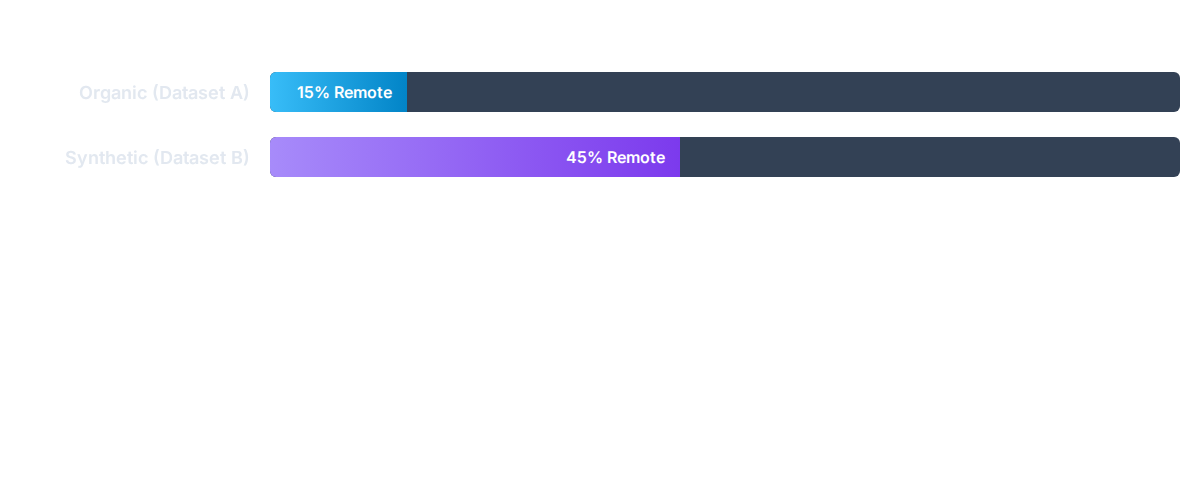 Organic (Dataset A) 15% Remote
Synthetic (Dataset B) 45% Remote